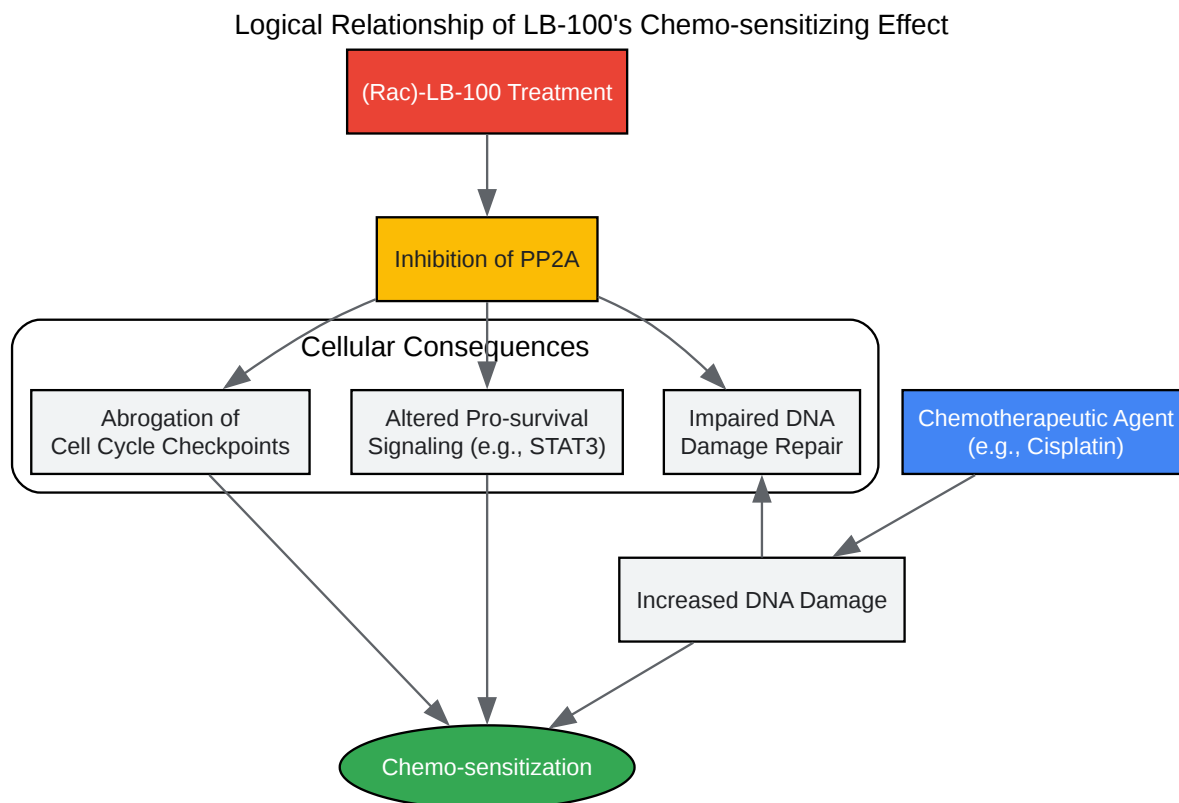 Logical Relationship of LB-100's Chemo-sensitizing Effect
(Rac)-LB-100 Treatment
Inhibition of PP2A
Cellular Consequences
Abrogation of
Cell Cycle Checkpoints
Altered Pro-survival
Signaling (e.g., STAT3)
Impaired DNA
Damage Repair
Chemotherapeutic Agent
(e.g., Cisplatin)
Increased DNA Damage
Chemo-sensitization